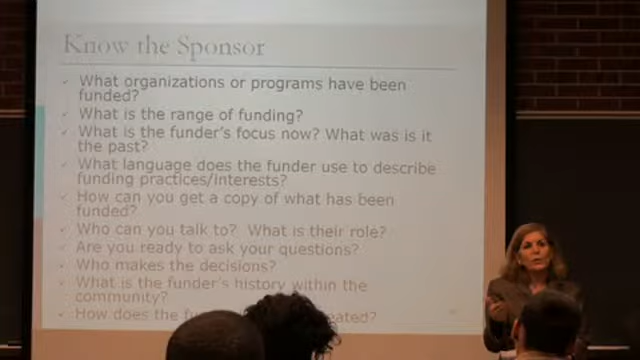 Know the Sponsor
✓ What organizations or programs have been
funded?
✓ What is the range of funding?
✓ What is the funder's focus now? What was is it
the past?
✓ What language does the funder use to describe
funding practices/interests?
✓ How can you get a copy of what has been
funded?
✓ Who can you talk to? What is their role?
✓ Are you ready to ask your questions?
✓ Who makes the decisions?
✓ What is the funder's history within the
community?
✓ How does the